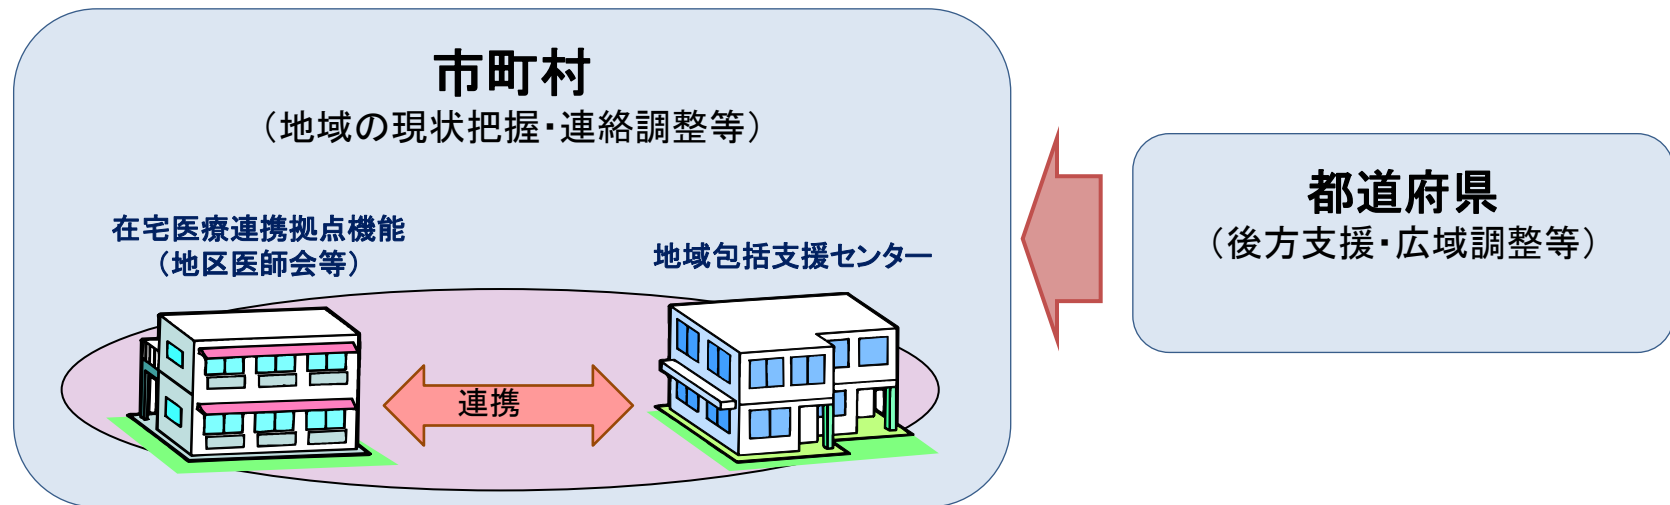 市町村
（地域の現状把握・連絡調整等）
在宅医療連携拠点機能
（地区医師会等）
地域包括支援センター
連携
都道府県
（後方支援・広域調整等）